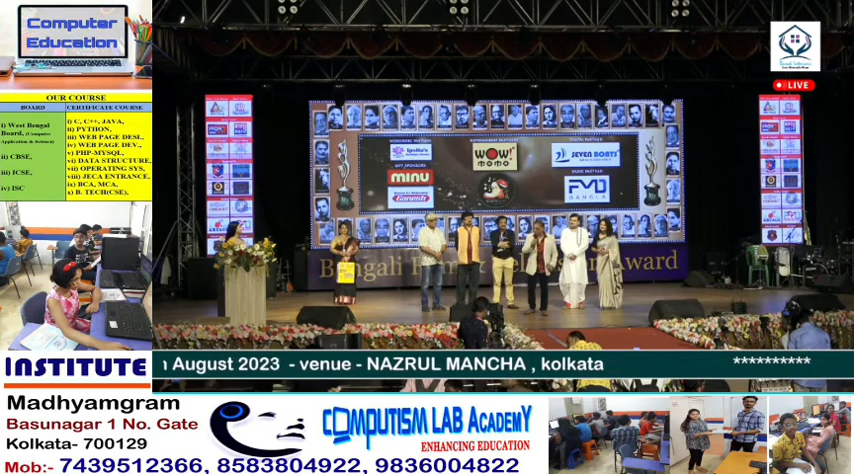 Computer
Education
OUR COURSE
BOARD
CERTIFICATE COURSE
i) West Bengal
Board, (Computer
Application & Science)
ii) CBSE,
iii) ICSE,
iv) ISC
i) C, C++, JAVA,
ii) PYTHON,
iii) WEB PAGE DESI.,
iv) WEB PAGE DEV.,
v) PHP-MYSQL,
vi) DATA STRUCTURE,
vii) OPERATING SYS,
viii) JECA ENTRANCE,
ix) BCA, MCA,
x) B. TECH(CSE),
INSTITUTE
LIVE
WOW!
MOMO
MINU
Ganesh
SEVEN BOATS
FMD
BANGLA
Bengali Film &
Award
August 2023 - venue - NAZRUL MANCHA , kolkata
**********
Madhyamgram
Basunagar 1 No. Gate
Kolkata- 700129
Mob:- 7439512366, 8583804922, 9836004822
COMPUTISM LAB ACADEMY
ENHANCING EDUCATION